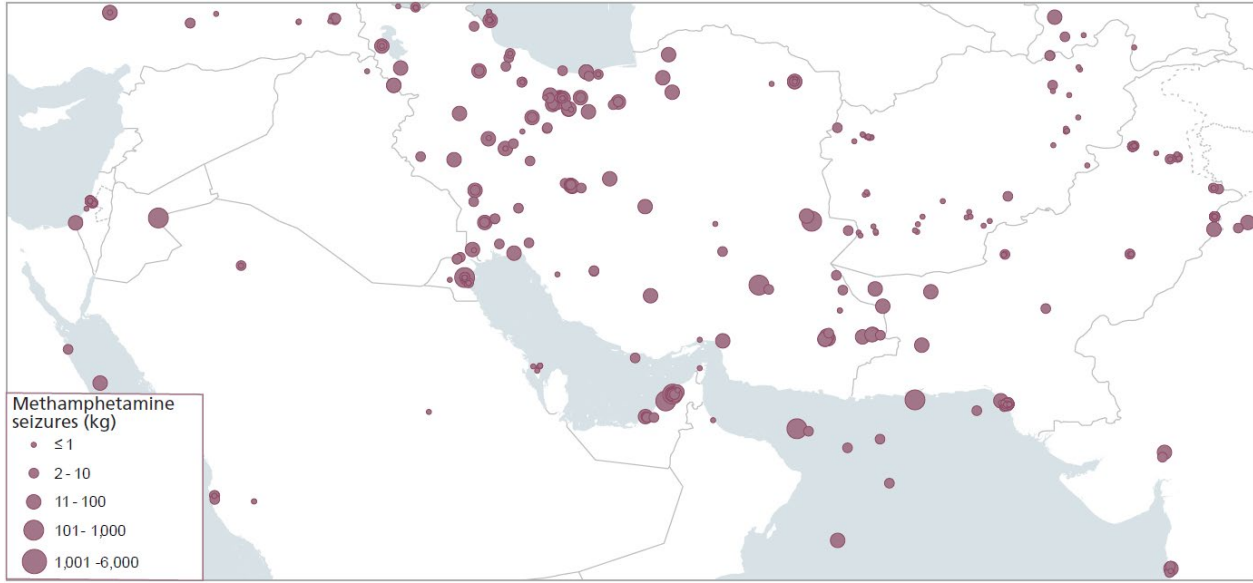 Methamphetamine
seizures (kg)
≤ 1
2 - 10
11 - 100
101 - 1,000
1,001 -6,000